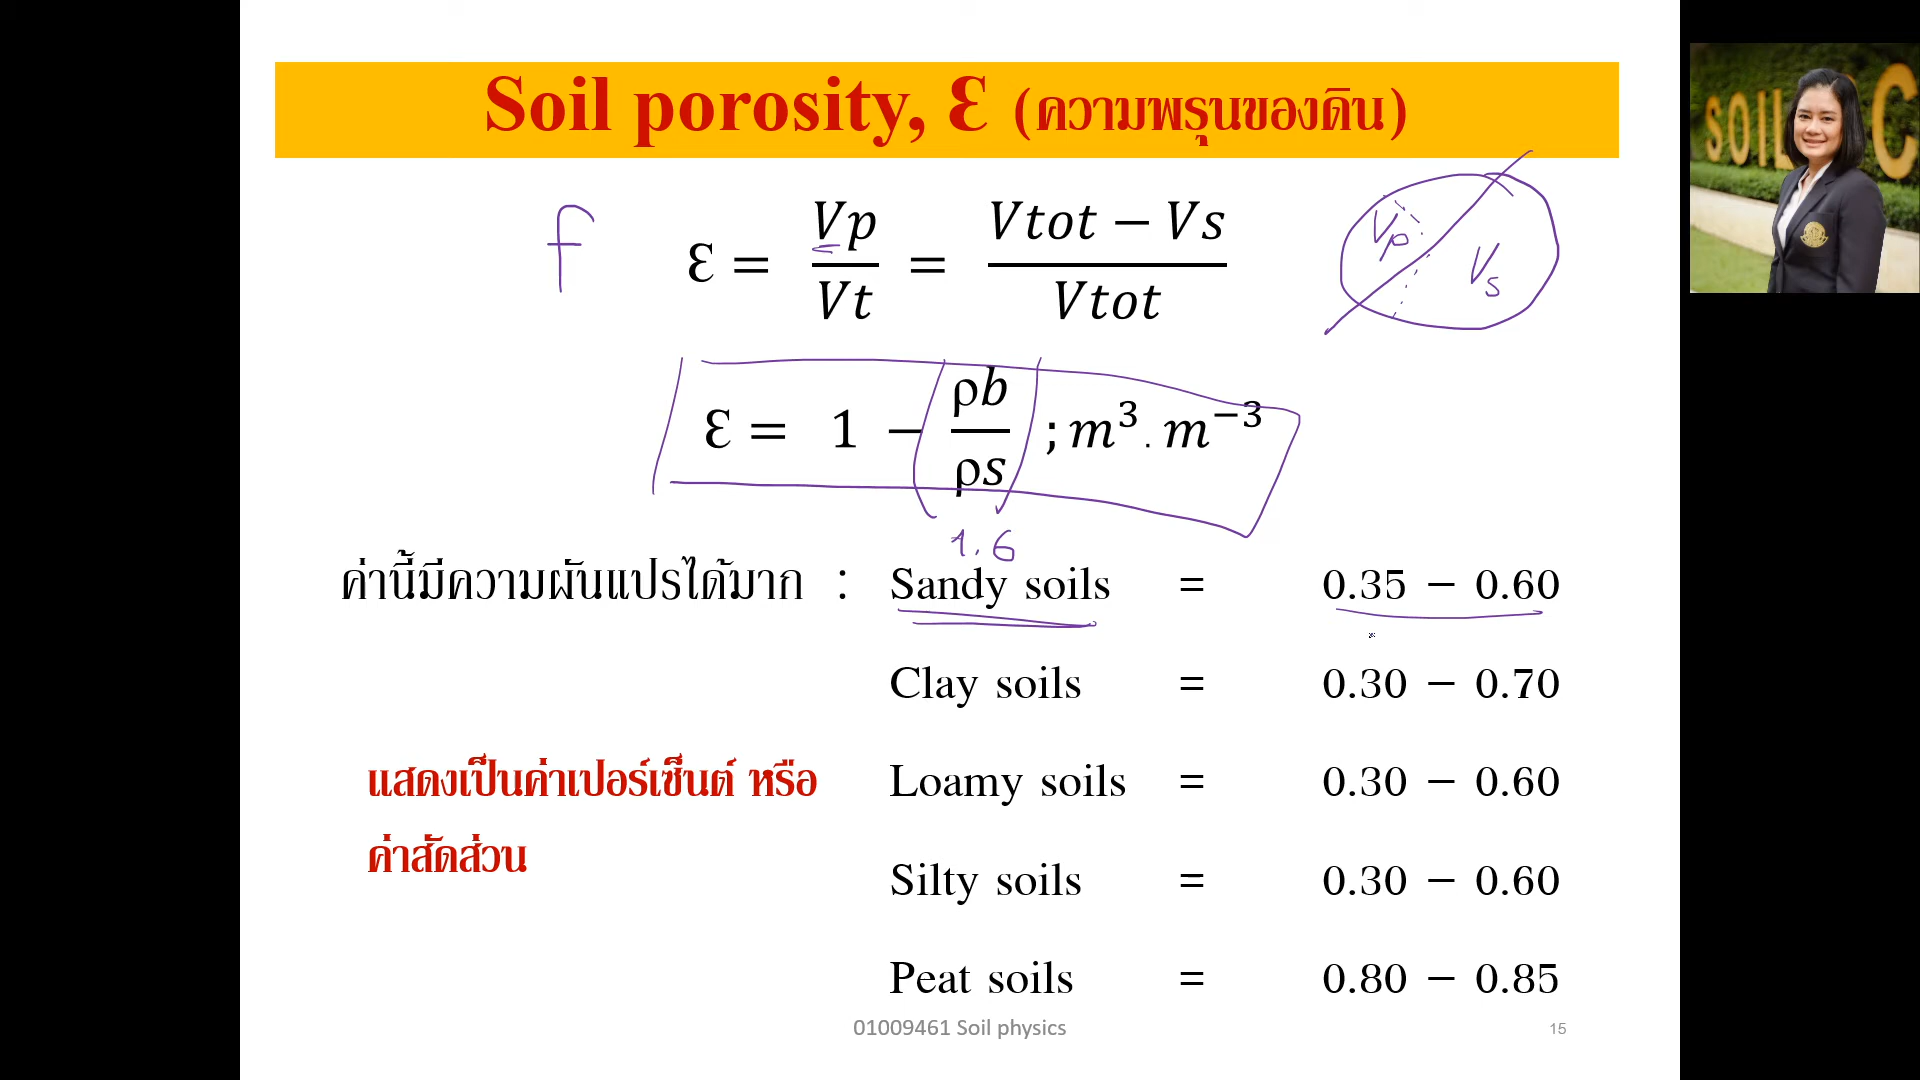 Soil porosity, Ɛ (ความพรุนของดิน)
f
Ɛ = Vp/Vt = Vtot − Vs/Vtot
Vp
Vs
Ɛ = 1 − ρb/ρs ; m³ . m⁻³
1.6
ค่านี้มีความผันแปรได้มาก : Sandy soils = 0.35 – 0.60
Clay soils = 0.30 – 0.70
แสดงเป็นค่าเปอร์เซ็นต์ หรือ
ค่าสัดส่วน
Loamy soils = 0.30 – 0.60
Silty soils = 0.30 – 0.60
Peat soils = 0.80 – 0.85
01009461 Soil physics
15
SOIL
C